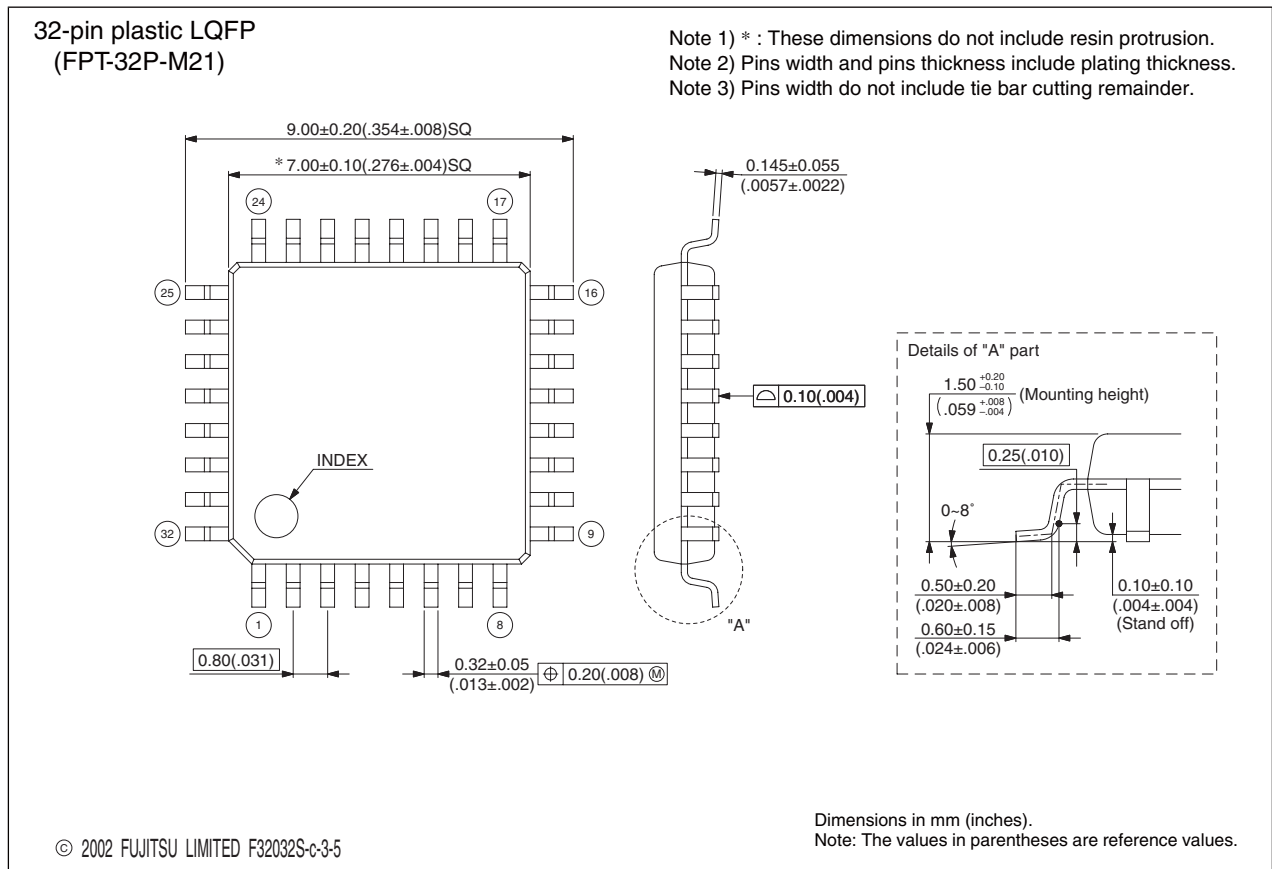 32-pin plastic LQFP
(FPT-32P-M21)
Note 1) * : These dimensions do not include resin protrusion.
Note 2) Pins width and pins thickness include plating thickness.
Note 3) Pins width do not include tie bar cutting remainder.
9.00±0.20(.354±.008)SQ
*7.00±0.10(.276±.004)SQ
0.145±0.055
(.0057±.0022)
24
17
25
16
Details of "A" part
1.50 +0.20 –0.10 (Mounting height)
(.059 +.008 –.004)
0.10(.004)
INDEX
0.25(.010)
0~8°
32
9
0.50±0.20
(.020±.008)
0.10±0.10
(.004±.004)
(Stand off)
1
8
"A"
0.60±0.15
(.024±.006)
0.80(.031)
0.32±0.05
(.013±.002)
⌖ 0.20(.008) Ⓜ
Dimensions in mm (inches).
Note: The values in parentheses are reference values.
© 2002 FUJITSU LIMITED F32032S-c-3-5